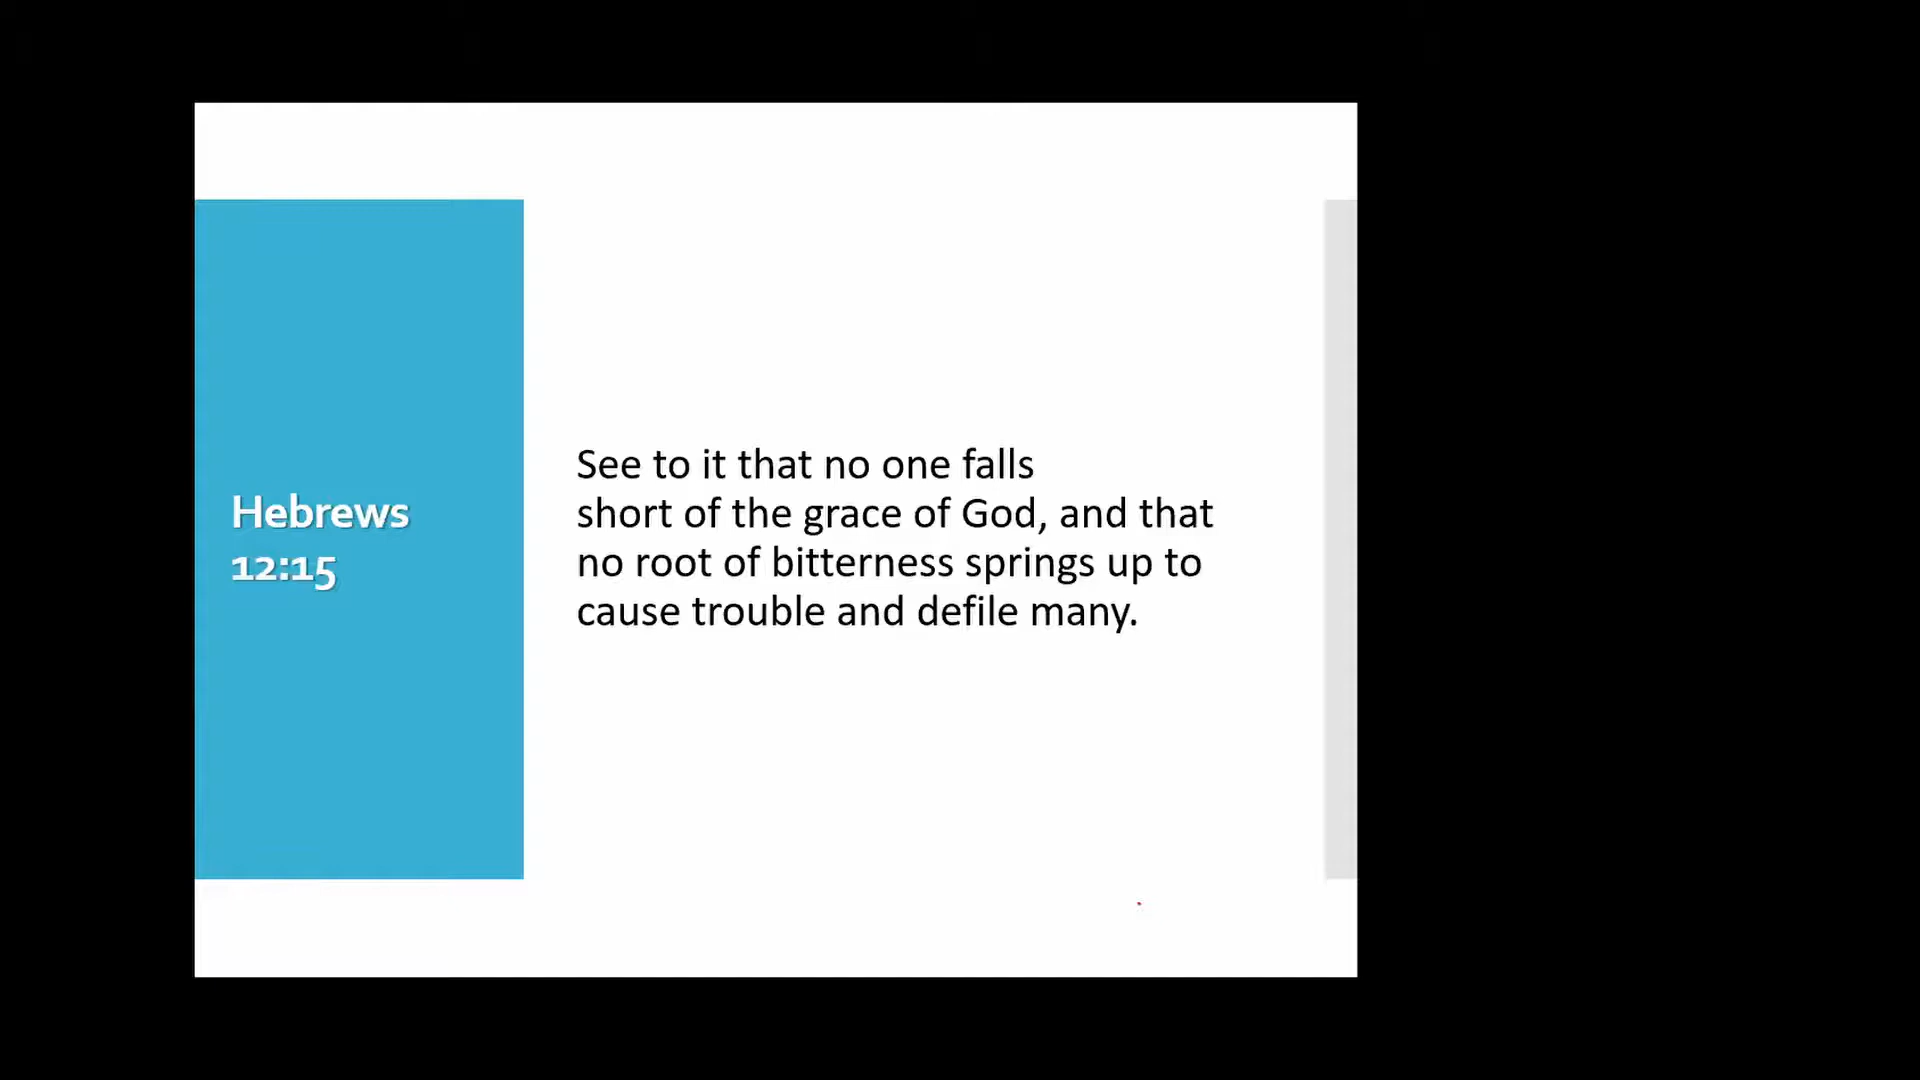 Hebrews
12:15
See to it that no one falls
short of the grace of God, and that
no root of bitterness springs up to
cause trouble and defile many.